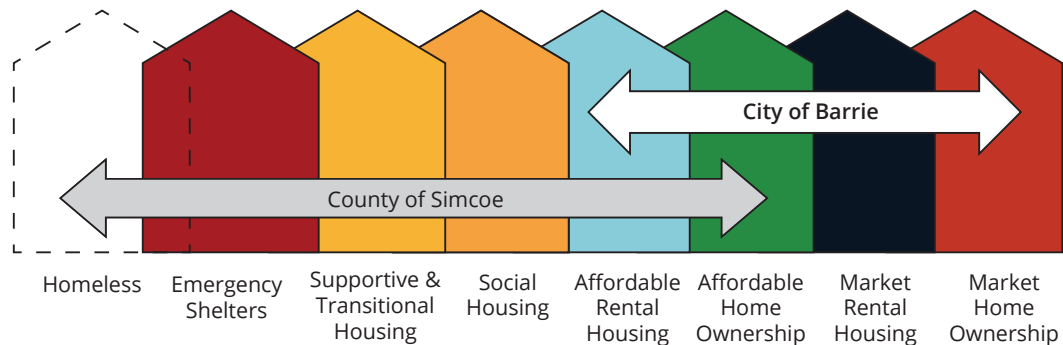 City of Barrie
County of Simcoe
Homeless
Emergency
Shelters
Supportive &
Transitional
Housing
Social
Housing
Affordable
Rental
Housing
Affordable
Home
Ownership
Market
Rental
Housing
Market
Home
Ownership